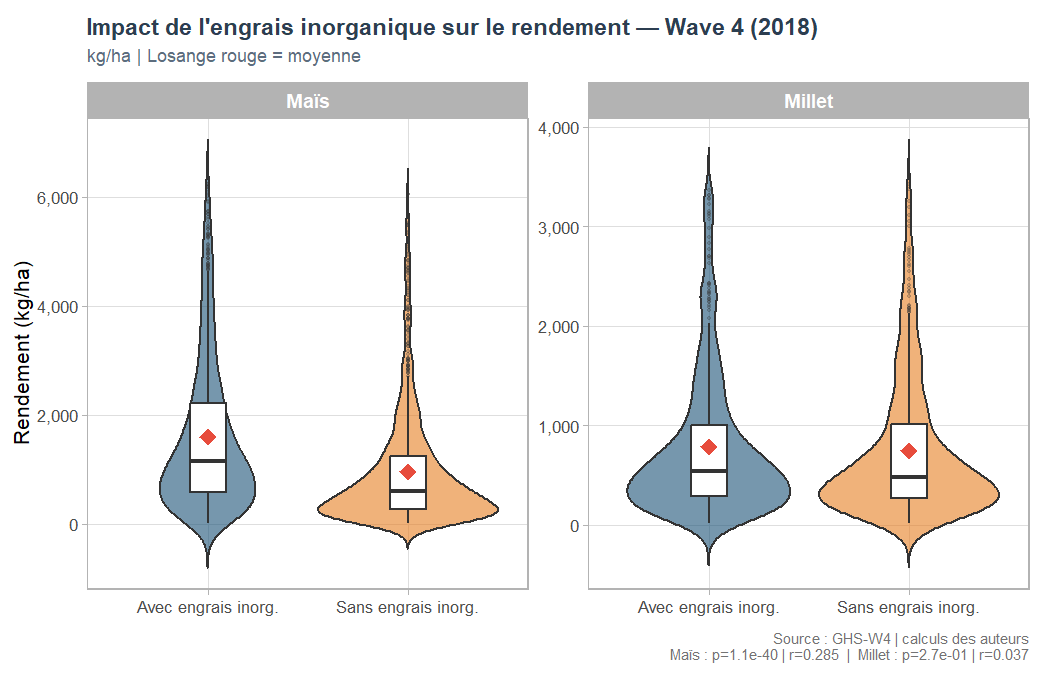 Impact de l'engrais inorganique sur le rendement — Wave 4 (2018)
kg/ha | Losange rouge = moyenne
Maïs
Millet
Rendement (kg/ha)
6,000
4,000
2,000
0
4,000
3,000
2,000
1,000
0
Avec engrais inorg.
Sans engrais inorg.
Avec engrais inorg.
Sans engrais inorg.
Source : GHS-W4 | calculs des auteurs
Maïs : p=1.1e-40 | r=0.285 | Millet : p=2.7e-01 | r=0.037